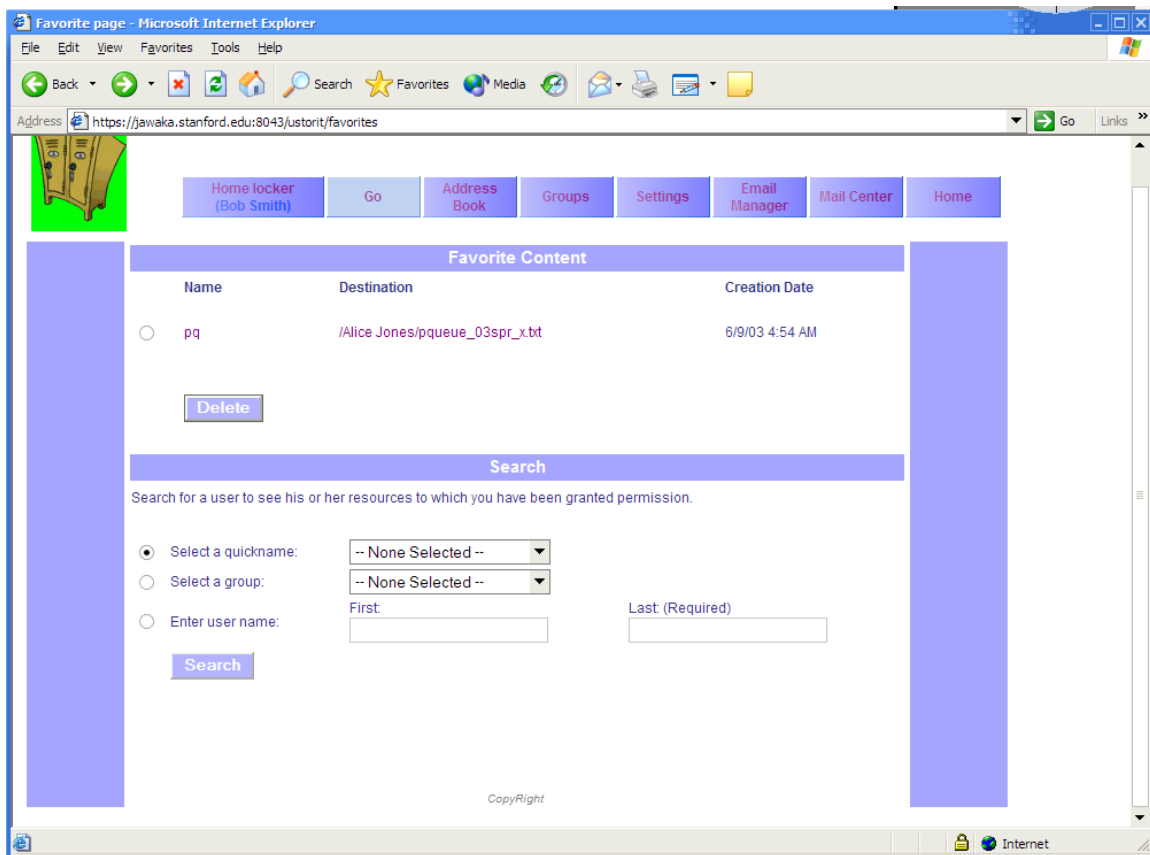 Favorite page - Microsoft Internet Explorer
File Edit View Favorites Tools Help
Back Search Favorites Media
Address https://jawaka.stanford.edu:8043/ustorit/favorites Go Links »
Home locker (Bob Smith) Go Address Book Groups Settings Email Manager Mail Center Home
Favorite Content
Name Destination Creation Date
pq /Alice Jones/pqueue_03spr_x.txt 6/9/03 4:54 AM
Delete
Search
Search for a user to see his or her resources to which you have been granted permission.
Select a quickname: -- None Selected --
Select a group: -- None Selected --
First: Last: (Required)
Enter user name:
Search
CopyRight
Internet